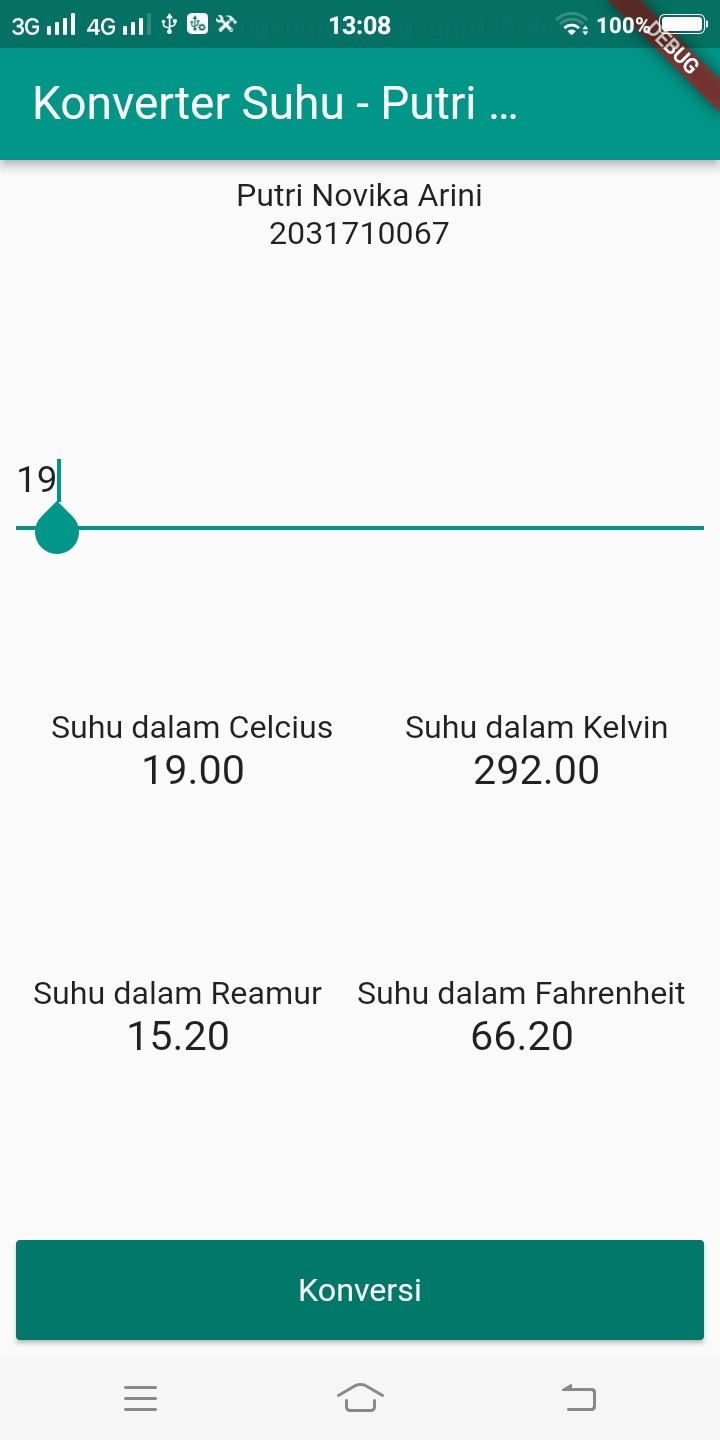 3G 4G 13:08 100%
DEBUG
Konverter Suhu - Putri ...
Putri Novika Arini
2031710067
19
Suhu dalam Celcius Suhu dalam Kelvin
19.00 292.00
Suhu dalam Reamur Suhu dalam Fahrenheit
15.20 66.20
Konversi